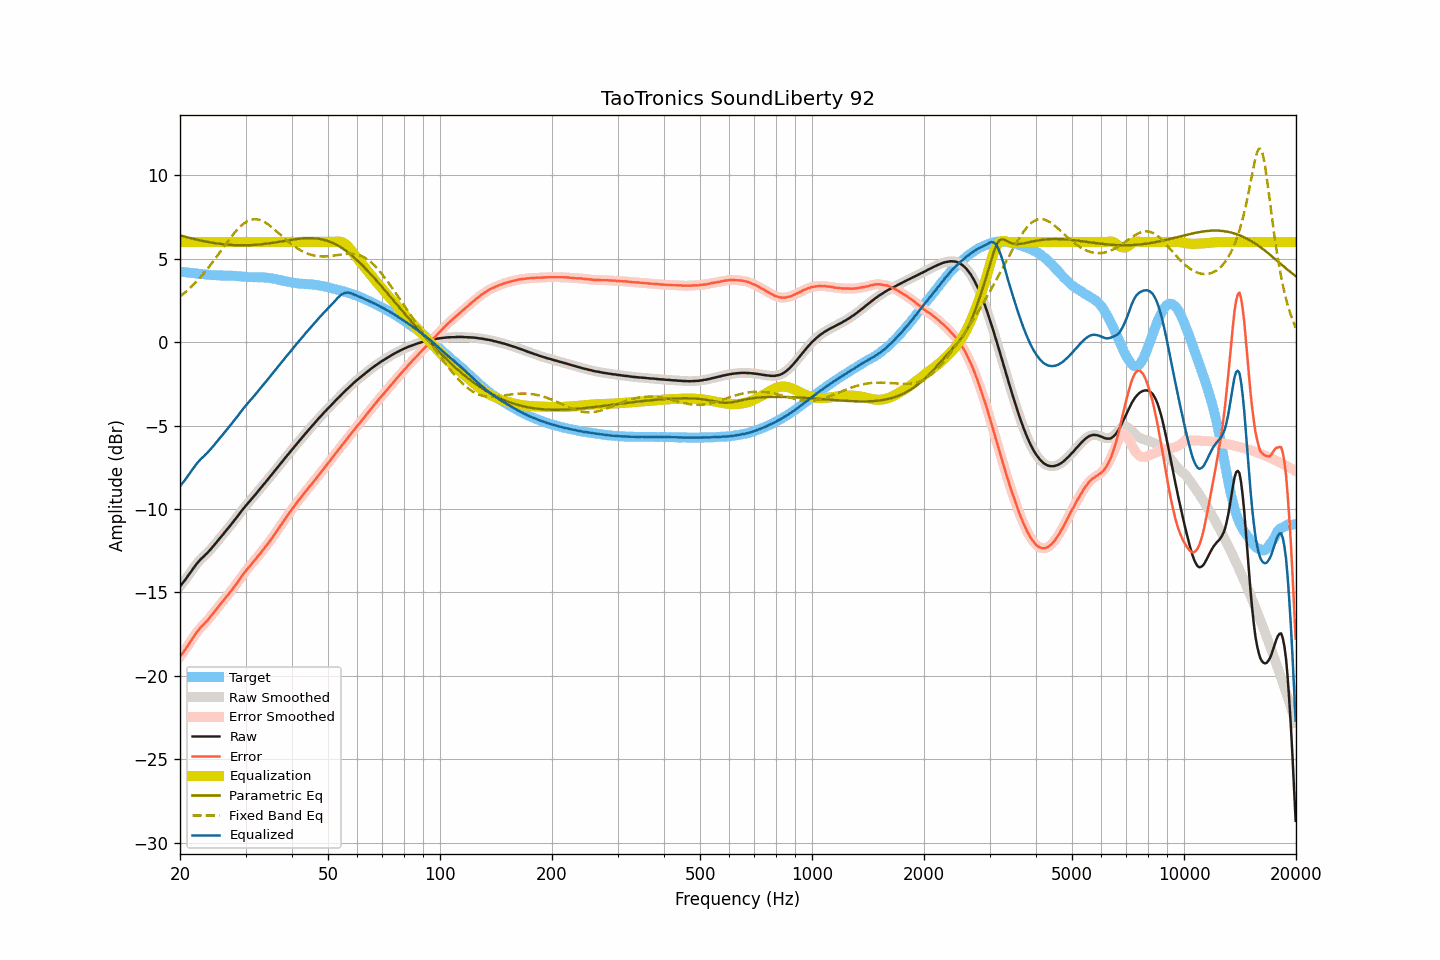 TaoTronics SoundLiberty 92
Amplitude (dBr)
10
5
0
−5
−10
−15
−20
−25
−30
Target
Raw Smoothed
Error Smoothed
Raw
Error
Equalization
Parametric Eq
Fixed Band Eq
Equalized
20 50 100 200 500 1000 2000 5000 10000 20000
Frequency (Hz)